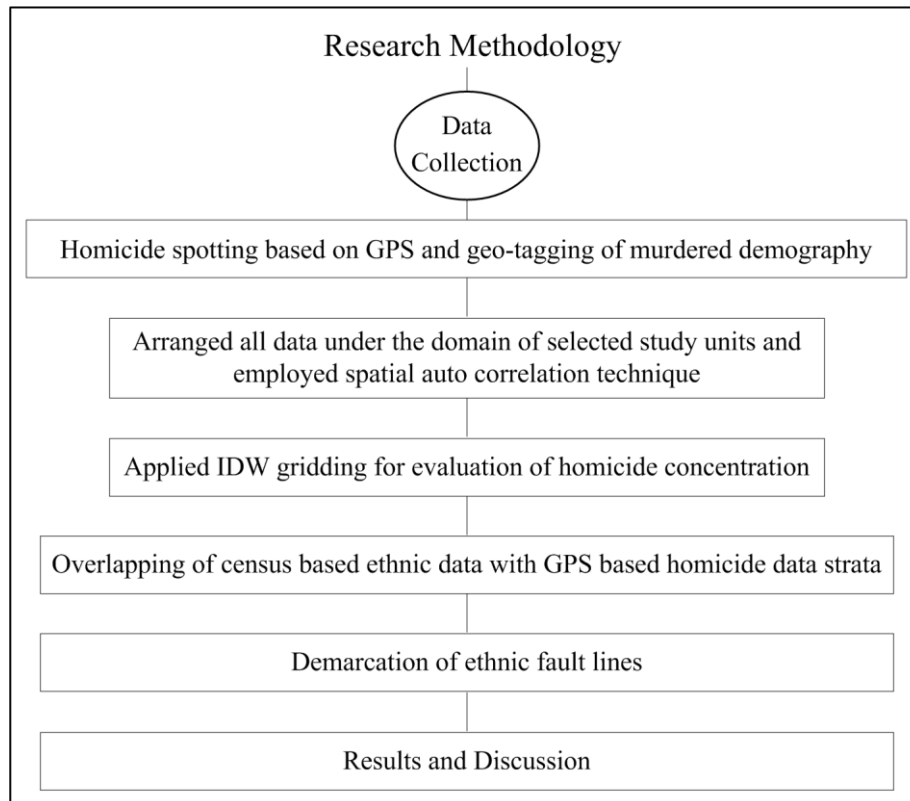 Research Methodology
Data
Collection
Homicide spotting based on GPS and geo-tagging of murdered demography
Arranged all data under the domain of selected study units and
employed spatial auto correlation technique
Applied IDW gridding for evaluation of homicide concentration
Overlapping of census based ethnic data with GPS based homicide data strata
Demarcation of ethnic fault lines
Results and Discussion